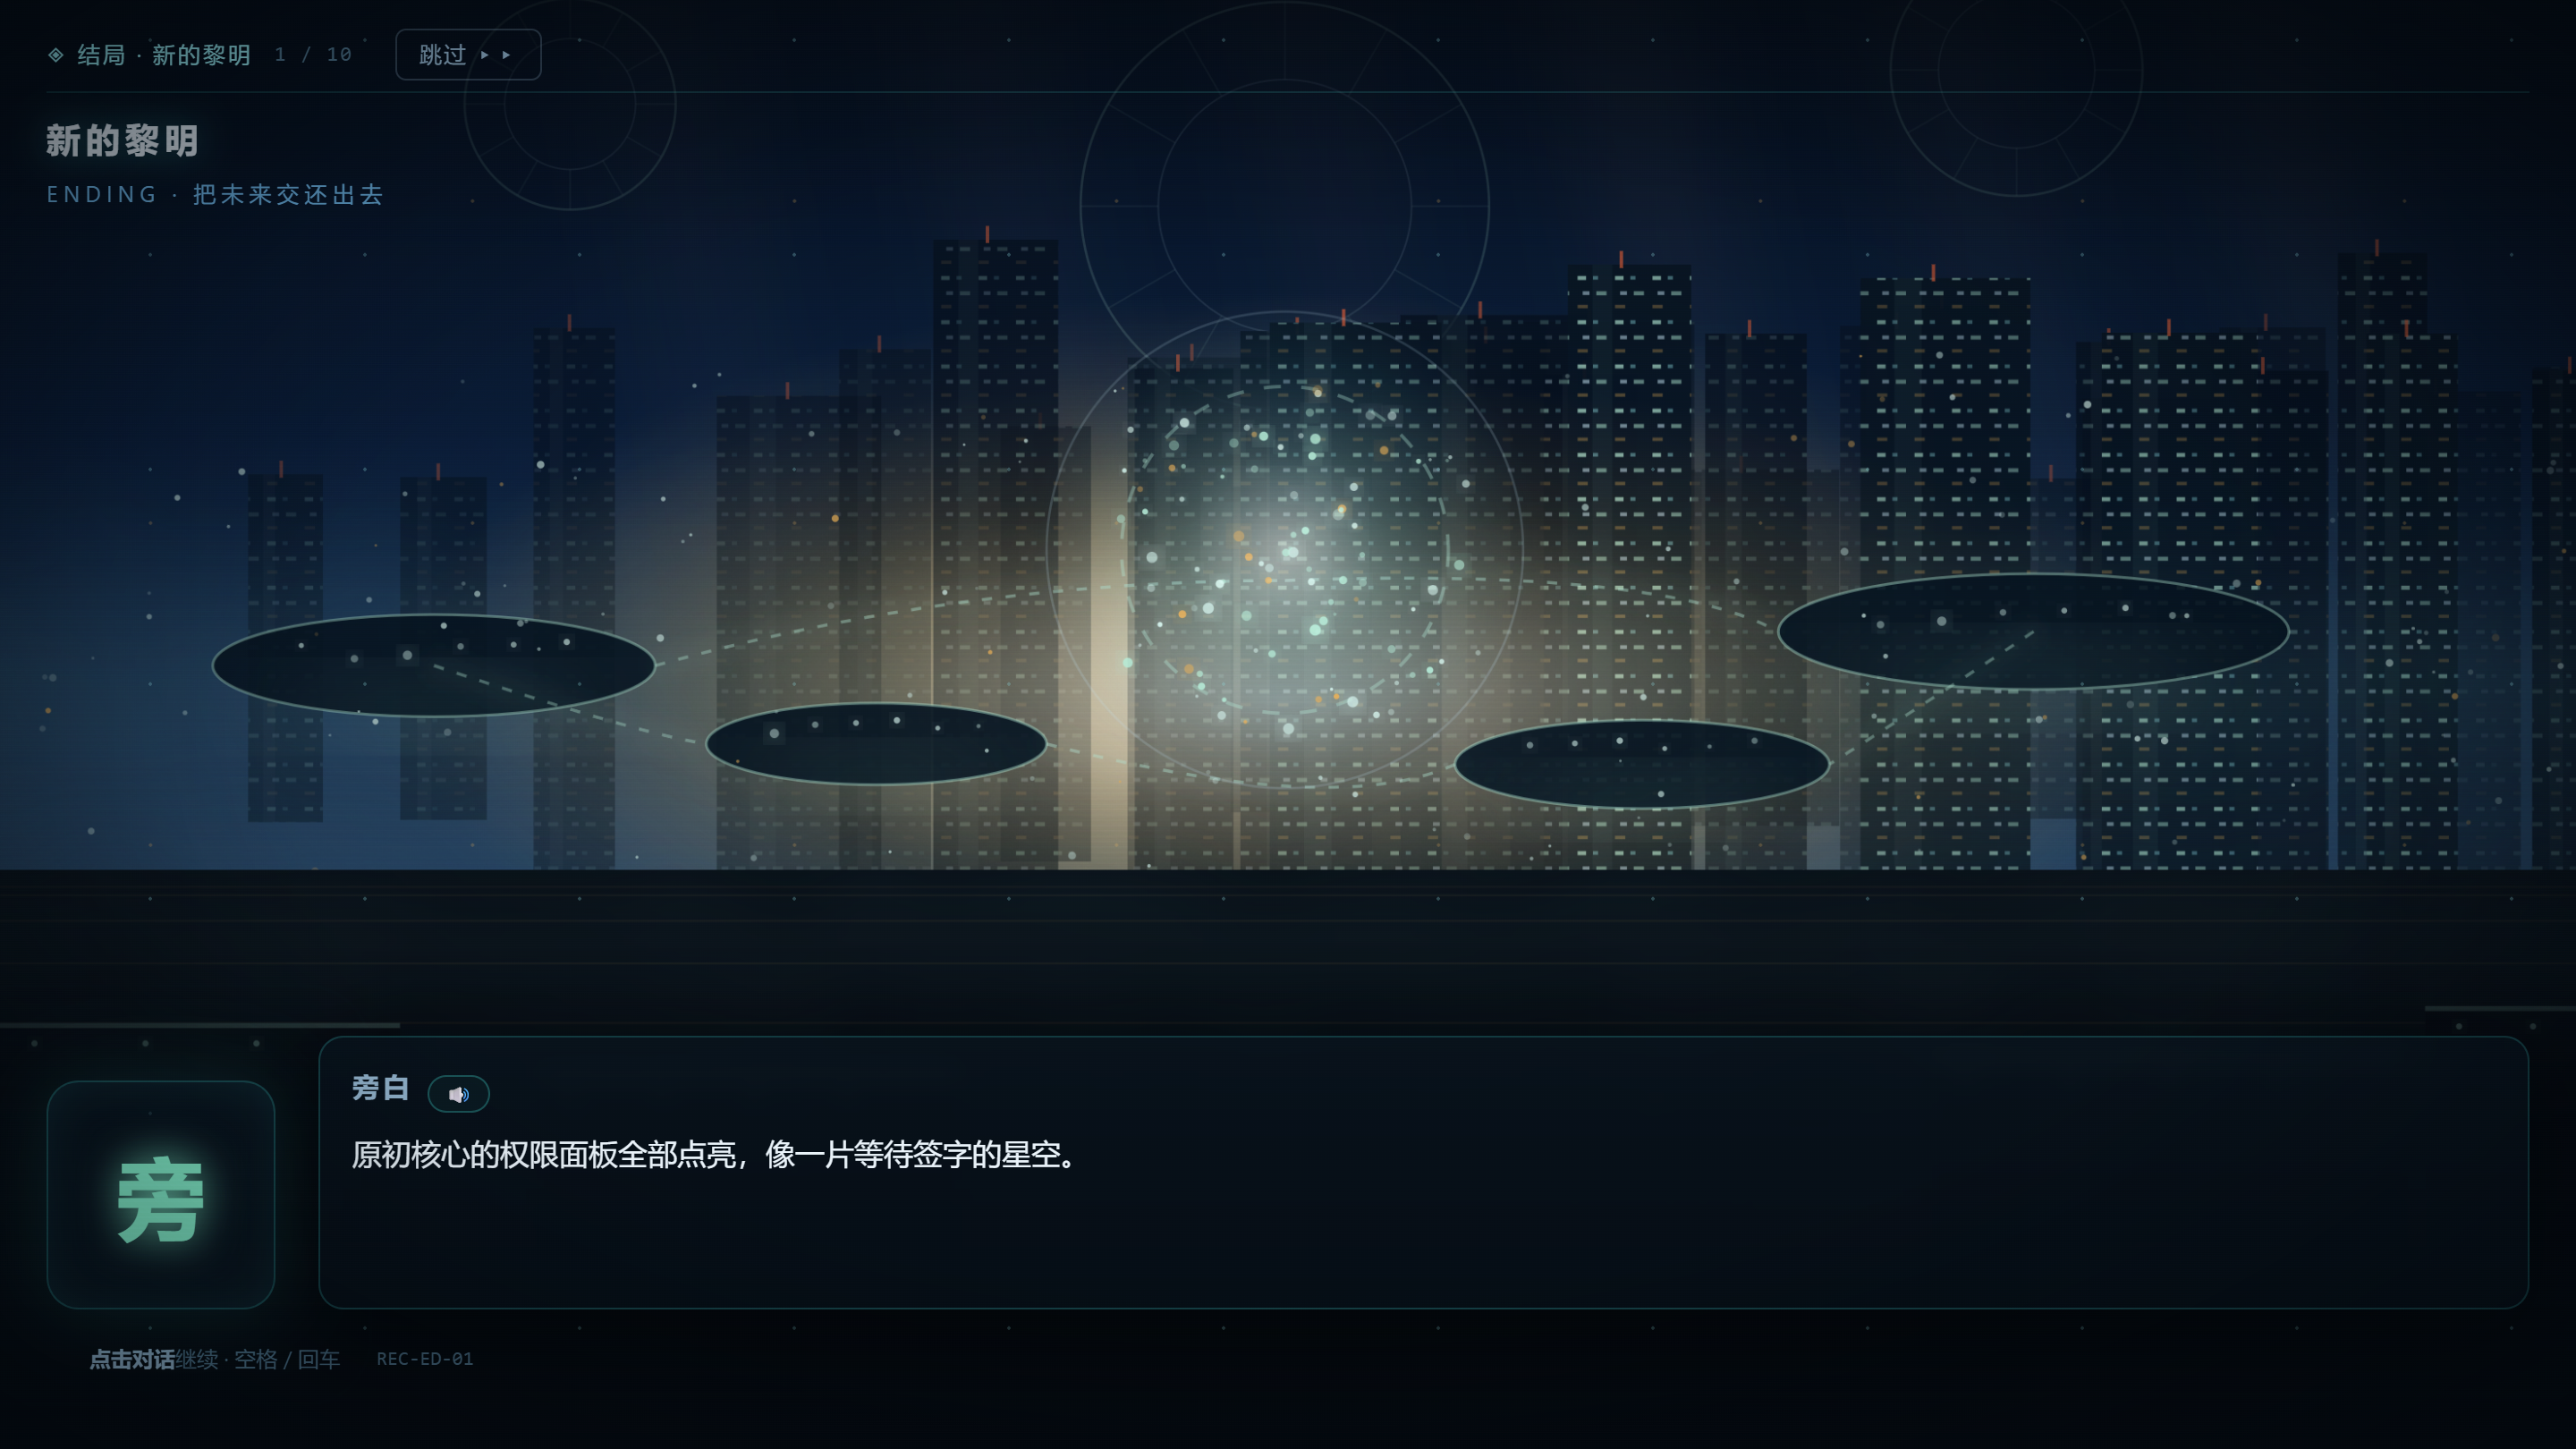 ◈ 结局 · 新的黎明 1 / 10 跳过 ▸▸
新的黎明
ENDING · 把未来交还出去
旁白
原初核心的权限面板全部点亮，像一片等待签字的星空。
旁
点击对话继续 · 空格 / 回车 REC-ED-01